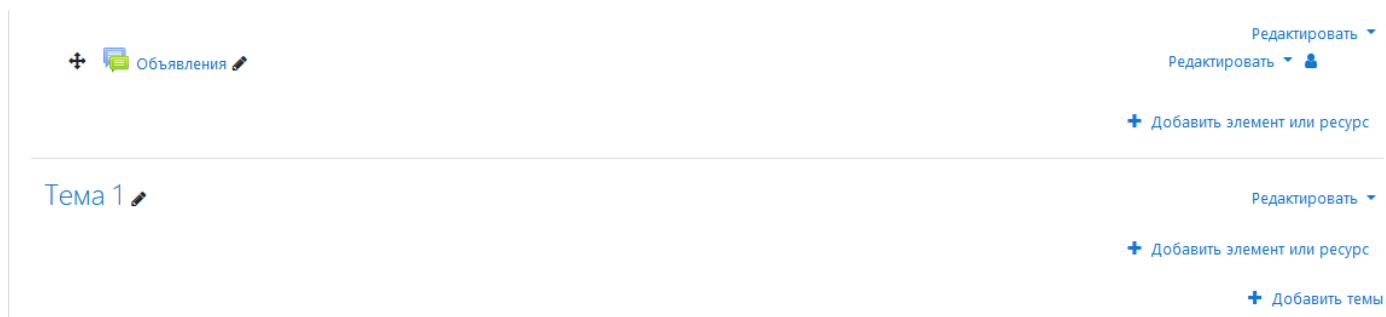 Редактировать
Объявления Редактировать
Добавить элемент или ресурс
Тема 1 Редактировать
Добавить элемент или ресурс
Добавить темы